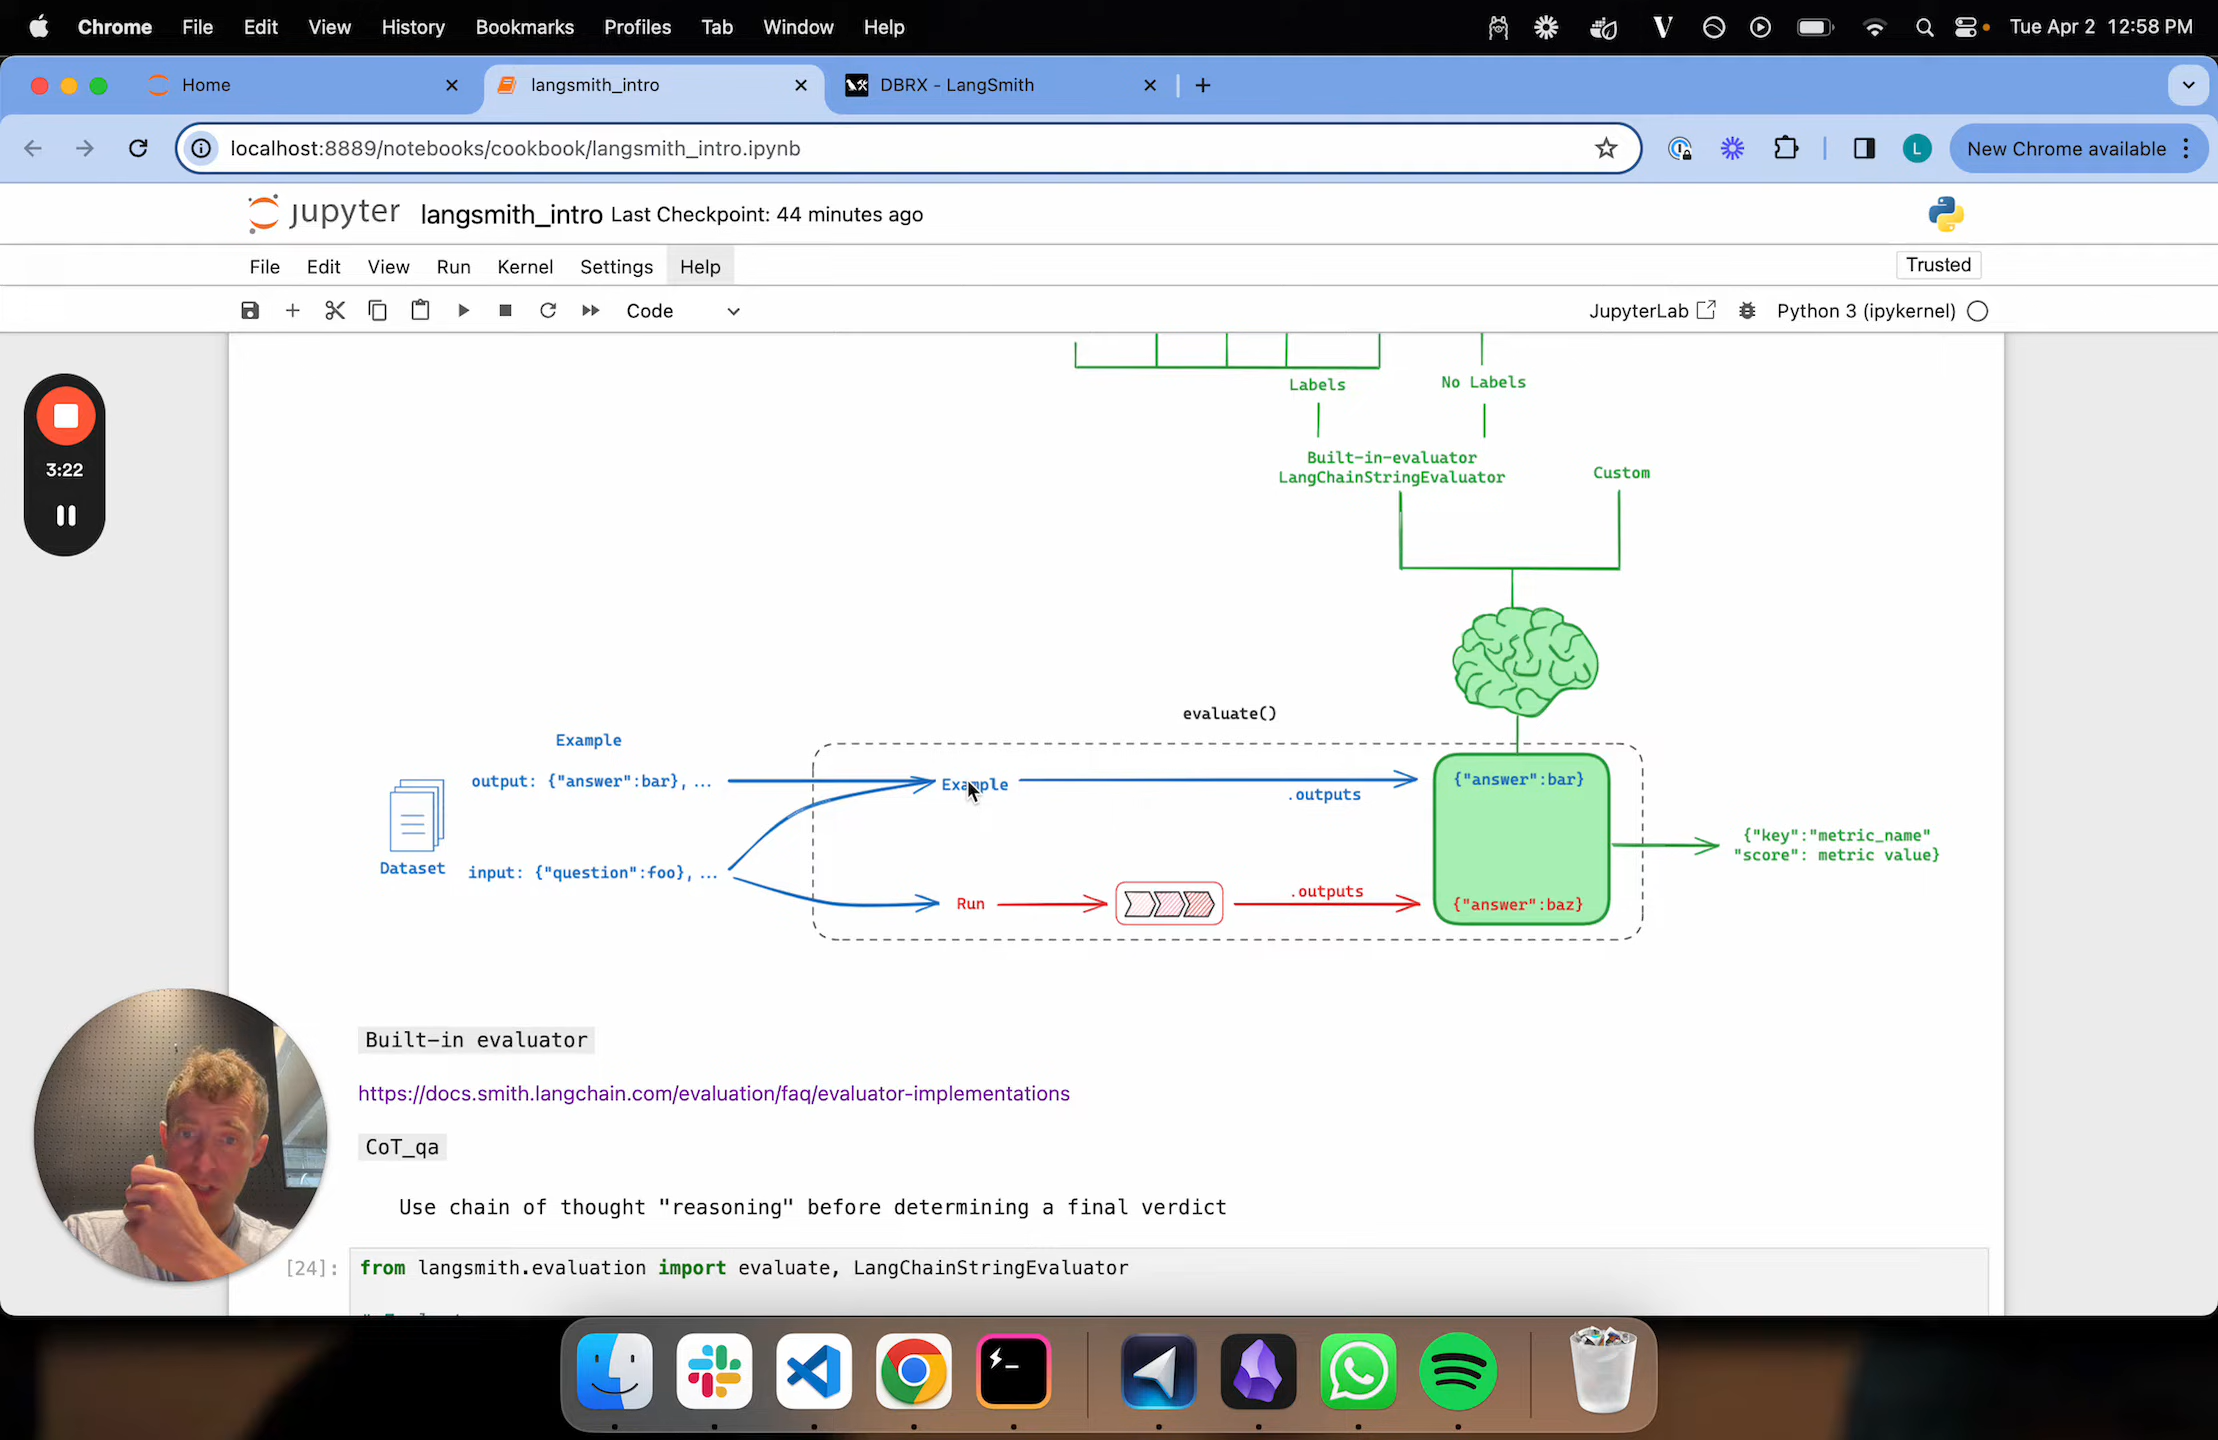 Chrome File Edit View History Bookmarks Profiles Tab Window Help Tue Apr 2 12:58 PM
Home langsmith_intro DBRX - LangSmith
localhost:8889/notebooks/cookbook/langsmith_intro.ipynb L New Chrome available
jupyter langsmith_intro Last Checkpoint: 44 minutes ago
File Edit View Run Kernel Settings Help Trusted
Code JupyterLab Python 3 (ipykernel)
Labels No Labels
3:22
Built-in-evaluator
LangChainStringEvaluator
Custom
evaluate()
Example
output: {"answer":bar}, ... Example .outputs {"answer":bar}
{"key":"metric_name"
"score": metric value}
Dataset
input: {"question":foo}, ...
Run .outputs {"answer":baz}
Built-in evaluator
https://docs.smith.langchain.com/evaluation/faq/evaluator-implementations
CoT_qa
Use chain of thought "reasoning" before determining a final verdict
[24]: from langsmith.evaluation import evaluate, LangChainStringEvaluator